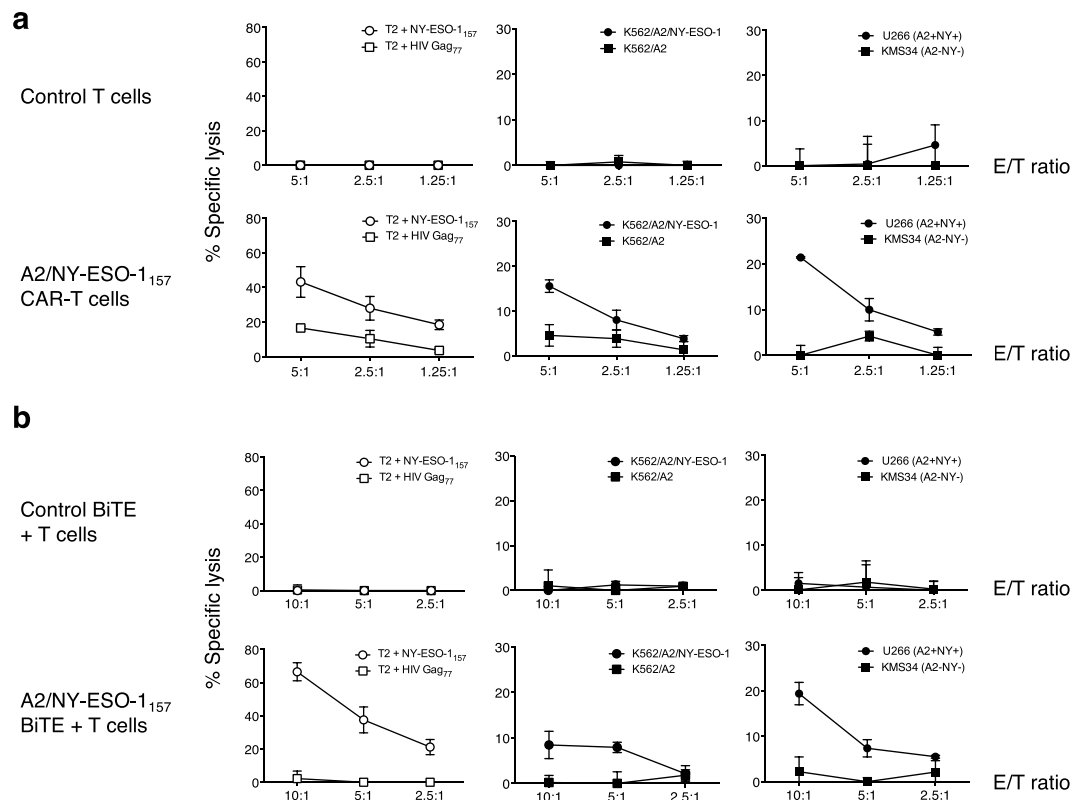 a
Control T cells
% Specific lysis
80
60
40
20
0
5:1
2.5:1
1.25:1
T2 + NY-ESO-1157
T2 + HIV Gag77
30
20
10
0
5:1
2.5:1
1.25:1
K562/A2/NY-ESO-1
K562/A2
30
20
10
0
5:1
2.5:1
1.25:1
U266 (A2+NY+)
KMS34 (A2-NY-)
E/T ratio
A2/NY-ESO-1157
CAR-T cells
80
60
40
20
0
5:1
2.5:1
1.25:1
T2 + NY-ESO-1157
T2 + HIV Gag77
30
20
10
0
5:1
2.5:1
1.25:1
K562/A2/NY-ESO-1
K562/A2
30
20
10
0
5:1
2.5:1
1.25:1
U266 (A2+NY+)
KMS34 (A2-NY-)
E/T ratio
b
Control BiTE
+ T cells
% Specific lysis
80
60
40
20
0
10:1
5:1
2.5:1
T2 + NY-ESO-1157
T2 + HIV Gag77
30
20
10
0
10:1
5:1
2.5:1
K562/A2/NY-ESO-1
K562/A2
30
20
10
0
10:1
5:1
2.5:1
U266 (A2+NY+)
KMS34 (A2-NY-)
E/T ratio
A2/NY-ESO-1157
BiTE + T cells
80
60
40
20
0
10:1
5:1
2.5:1
T2 + NY-ESO-1157
T2 + HIV Gag77
30
20
10
0
10:1
5:1
2.5:1
K562/A2/NY-ESO-1
K562/A2
30
20
10
0
10:1
5:1
2.5:1
U266 (A2+NY+)
KMS34 (A2-NY-)
E/T ratio